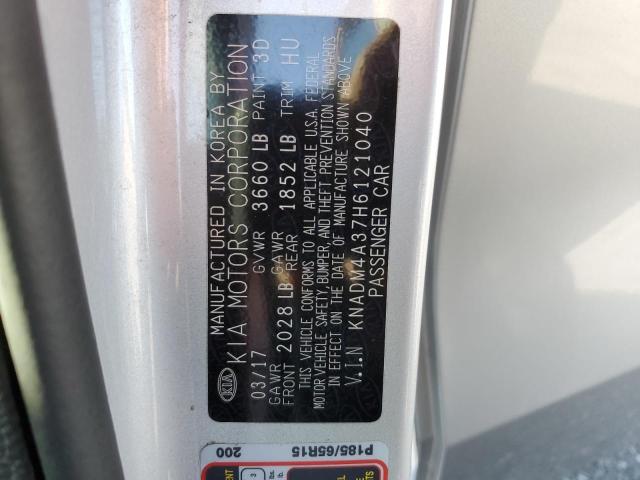 MANUFACTURED IN KOREA BY
KIA KIA MOTORS CORPORATION
03/17 GVWR 3660 LB PAINT 3D
GAWR GAWR TRIM HU
FRONT 2028 LB REAR 1852 LB
THIS VEHICLE CONFORMS TO ALL APPLICABLE U.S.A. FEDERAL
MOTOR VEHICLE SAFETY, BUMPER, AND THEFT PREVENTION STANDARDS
IN EFFECT ON THE DATE OF MANUFACTURE SHOWN ABOVE
V.I.N KNADM4A37H6121040
PASSENGER CAR
P185/65R15
200